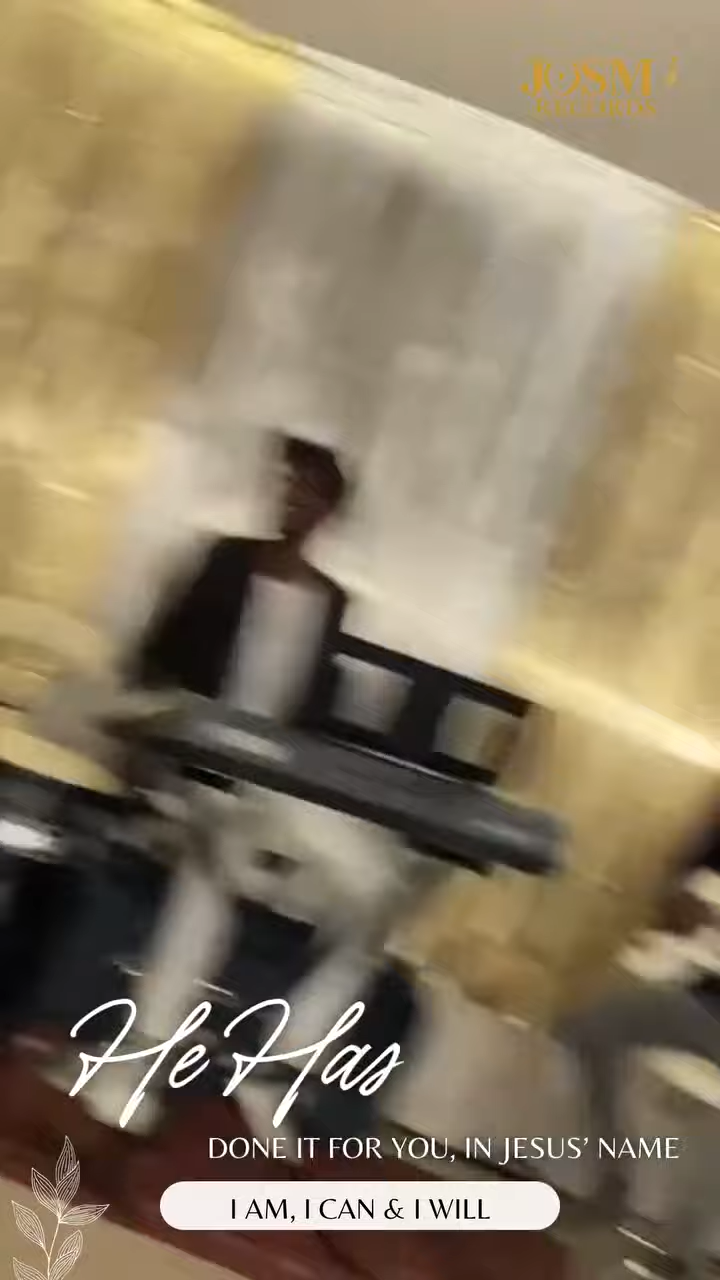 JOSM
RECORDS
He Has
DONE IT FOR YOU, IN JESUS’ NAME
I AM, I CAN & I WILL